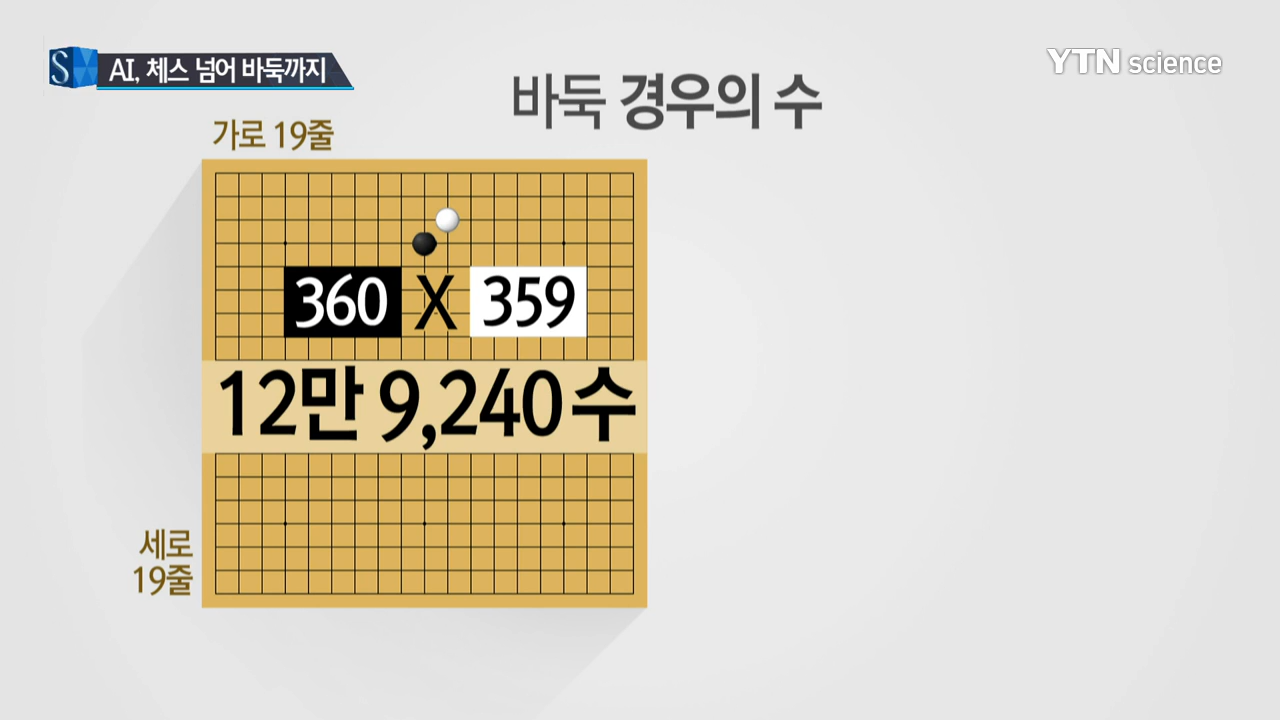 S
AI, 체스 넘어 바둑까지
YTN science
바둑 경우의 수
가로 19줄
360 X 359
12만 9,240수
세로
19줄